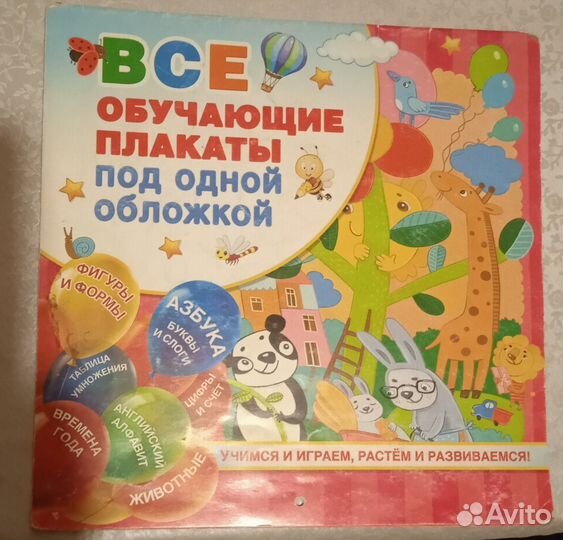 ВСЕ
ОБУЧАЮЩИЕ
ПЛАКАТЫ
ПОД ОДНОЙ
ОБЛОЖКОЙ
ФИГУРЫ
И ФОРМЫ
АЗБУКА
БУКВЫ
И СЛОГИ
ТАБЛИЦА
УМНОЖЕНИЯ
ЦИФРЫ
И СЧЁТ
АНГЛИЙСКИЙ
АЛФАВИТ
ВРЕМЕНА
ГОДА
ЖИВОТНЫЕ
УЧИМСЯ И ИГРАЕМ, РАСТЁМ И РАЗВИВАЕМСЯ!
Avito